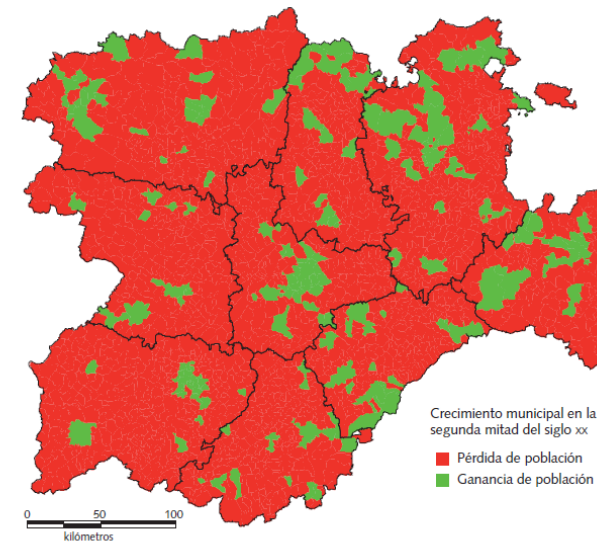 Crecimiento municipal en la
segunda mitad del siglo xx
Pérdida de población
Ganancia de población
0 50 100
kilómetros